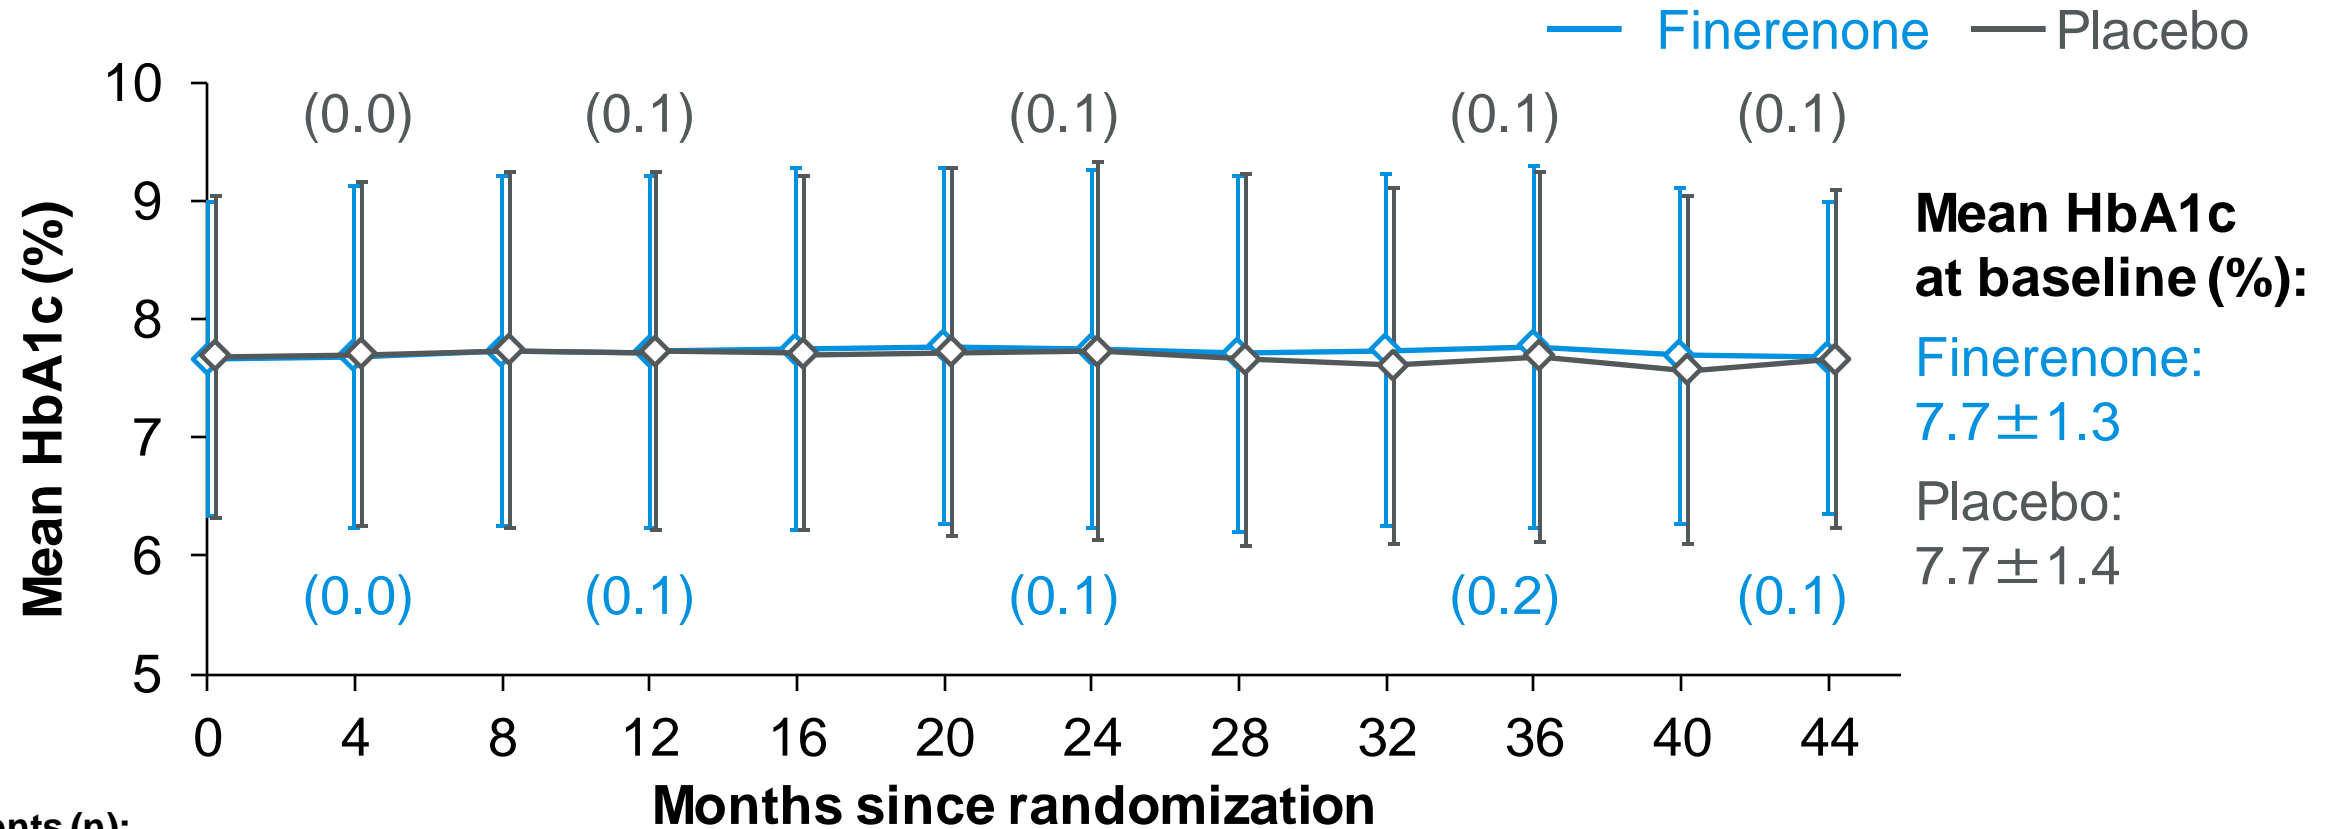 Finerenone Placebo
10
(0.0) (0.1) (0.1) (0.1) (0.1)
9
8
7
6
5
Mean HbA1c (%)
(0.0) (0.1) (0.1) (0.2) (0.1)
Mean HbA1c
at baseline (%):
Finerenone:
7.7±1.3
Placebo:
7.7±1.4
0 4 8 12 16 20 24 28 32 36 40 44
Months since randomization
(n):